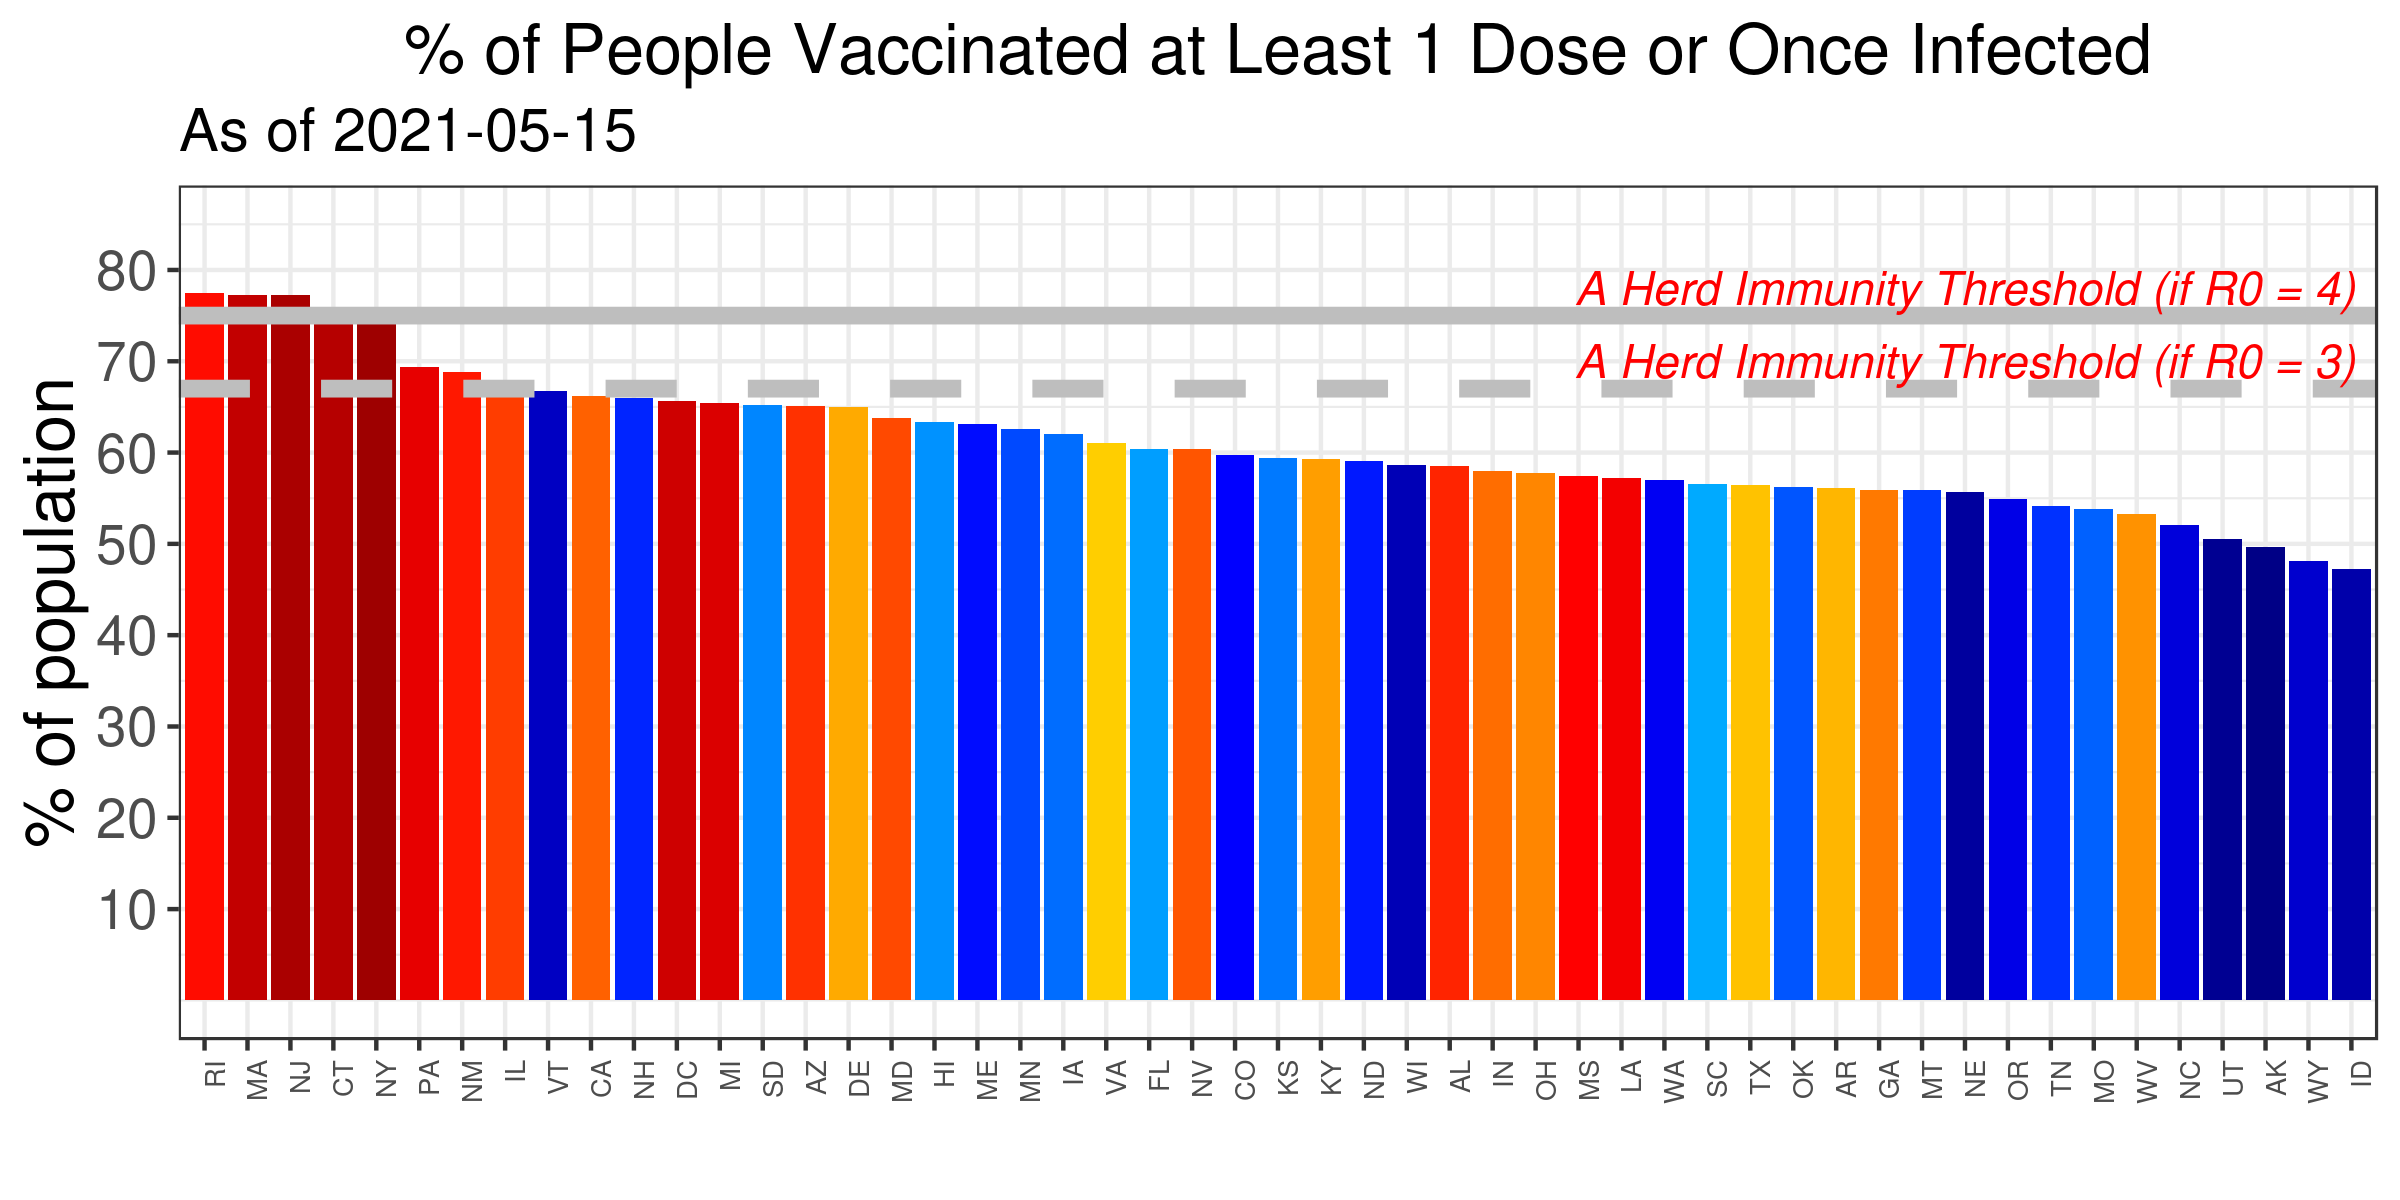 % of People Vaccinated at Least 1 Dose or Once Infected
As of 2021-05-15
% of population
80
70
60
50
40
30
20
10
A Herd Immunity Threshold (if R0 = 4)
A Herd Immunity Threshold (if R0 = 3)
RI MA NJ CT NY PA NM IL VT CA NH DC MI SD AZ DE MD HI ME MN IA VA FL NV CO KS KY ND WI AL IN OH MS LA WA SC TX OK AR GA MT NE OR TN MO WV NC UT AK WY ID